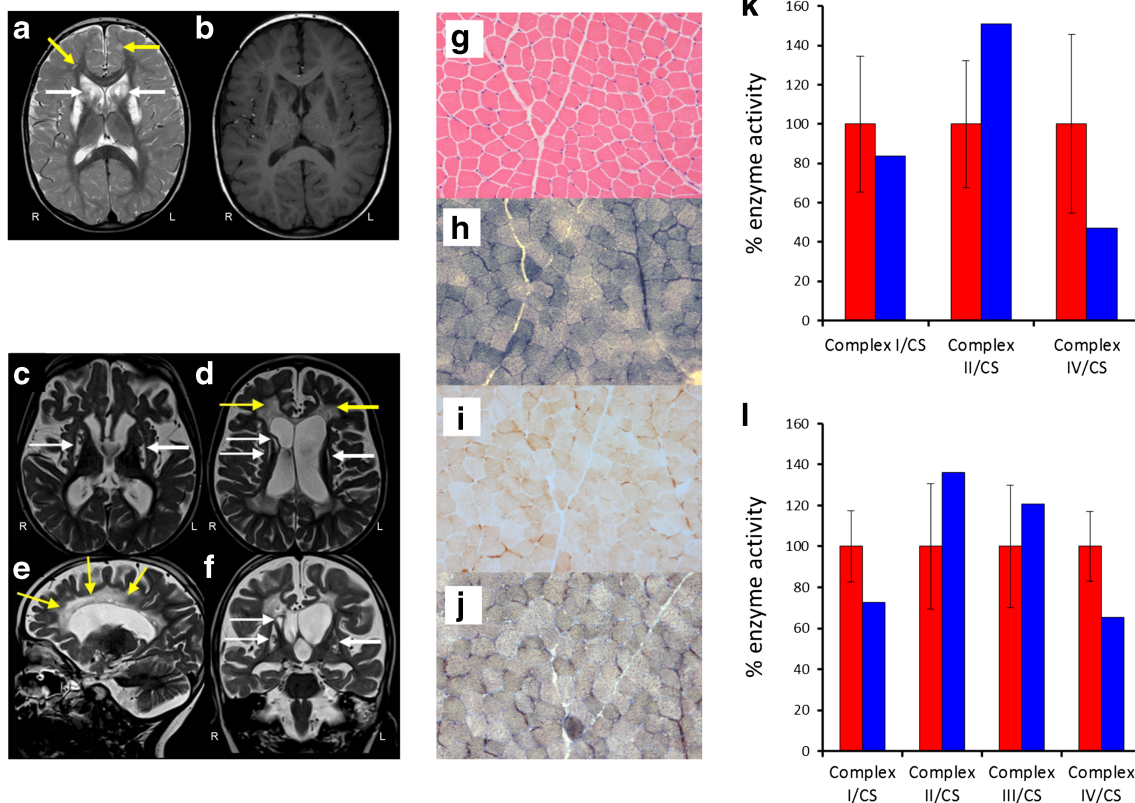 a
b
R
L
R
c
d
R
L
R
L
e
f
R
L
g
h
i
j
k
% enzyme activity
160
140
120
100
80
60
40
20
0
Complex I/CS
Complex
II/CS
Complex
IV/CS
l
% enzyme activity
160
140
120
100
80
60
40
20
0
Complex
I/CS
Complex
II/CS
Complex
III/CS
Complex
IV/CS